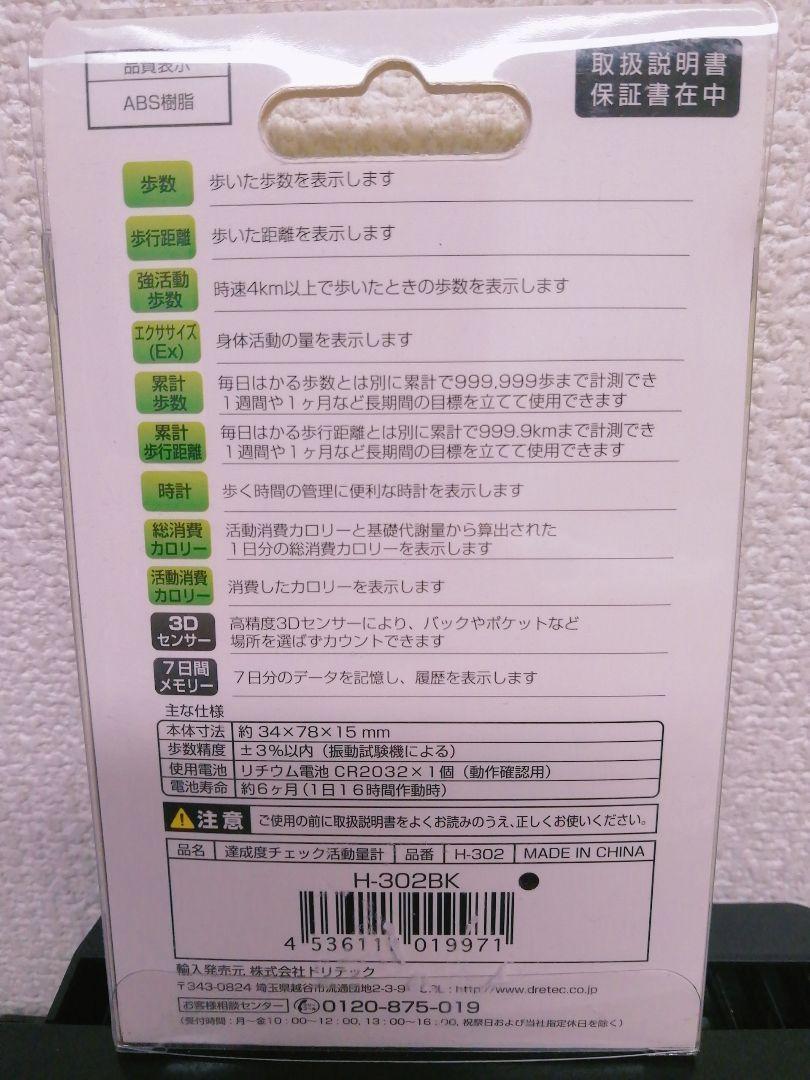 品質表示
ABS樹脂
取扱説明書
保証書在中
歩数
歩いた歩数を表示します
歩行距離
歩いた距離を表示します
強活動
歩数
時速4km以上で歩いたときの歩数を表示します
エクササイズ
(Ex)
身体活動の量を表示します
累計
歩数
毎日はかる歩数とは別に累計で999,999歩まで計測でき
1週間や1ヶ月など長期間の目標を立てて使用できます
累計
歩行距離
毎日はかる歩行距離とは別に累計で999.9kmまで計測でき
1週間や1ヶ月など長期間の目標を立てて使用できます
時計
歩く時間の管理に便利な時計を表示します
総消費
カロリー
活動消費カロリーと基礎代謝量から算出された
1日分の総消費カロリーを表示します
活動消費
カロリー
消費したカロリーを表示します
3D
センサー
高精度3Dセンサーにより、バックやポケットなど
場所を選ばずカウントできます
7日間
メモリー
7日分のデータを記憶し、履歴を表示します
主な仕様
本体寸法 約 34×78×15 mm
歩数精度 ±3%以内(振動試験機による)
使用電池 リチウム電池 CR2032×1個(動作確認用)
電池寿命 約6ヶ月(1日16時間作動時)
注意 ご使用の前に取扱説明書をよくお読みのうえ、正しくお使いください。
品名 達成度チェック活動量計 品番 H-302 MADE IN CHINA
H-302BK
4 536117 019971
輸入発売元 株式会社ドリテック
〒343-0824 埼玉県越谷市流通団地2-3-9 URL : http://www.dretec.co.jp
お客様相談センター 0120-875-019
(受付時間：月～金10：00～12：00, 13：00～16：00, 祝祭日および当社指定休日を除く)